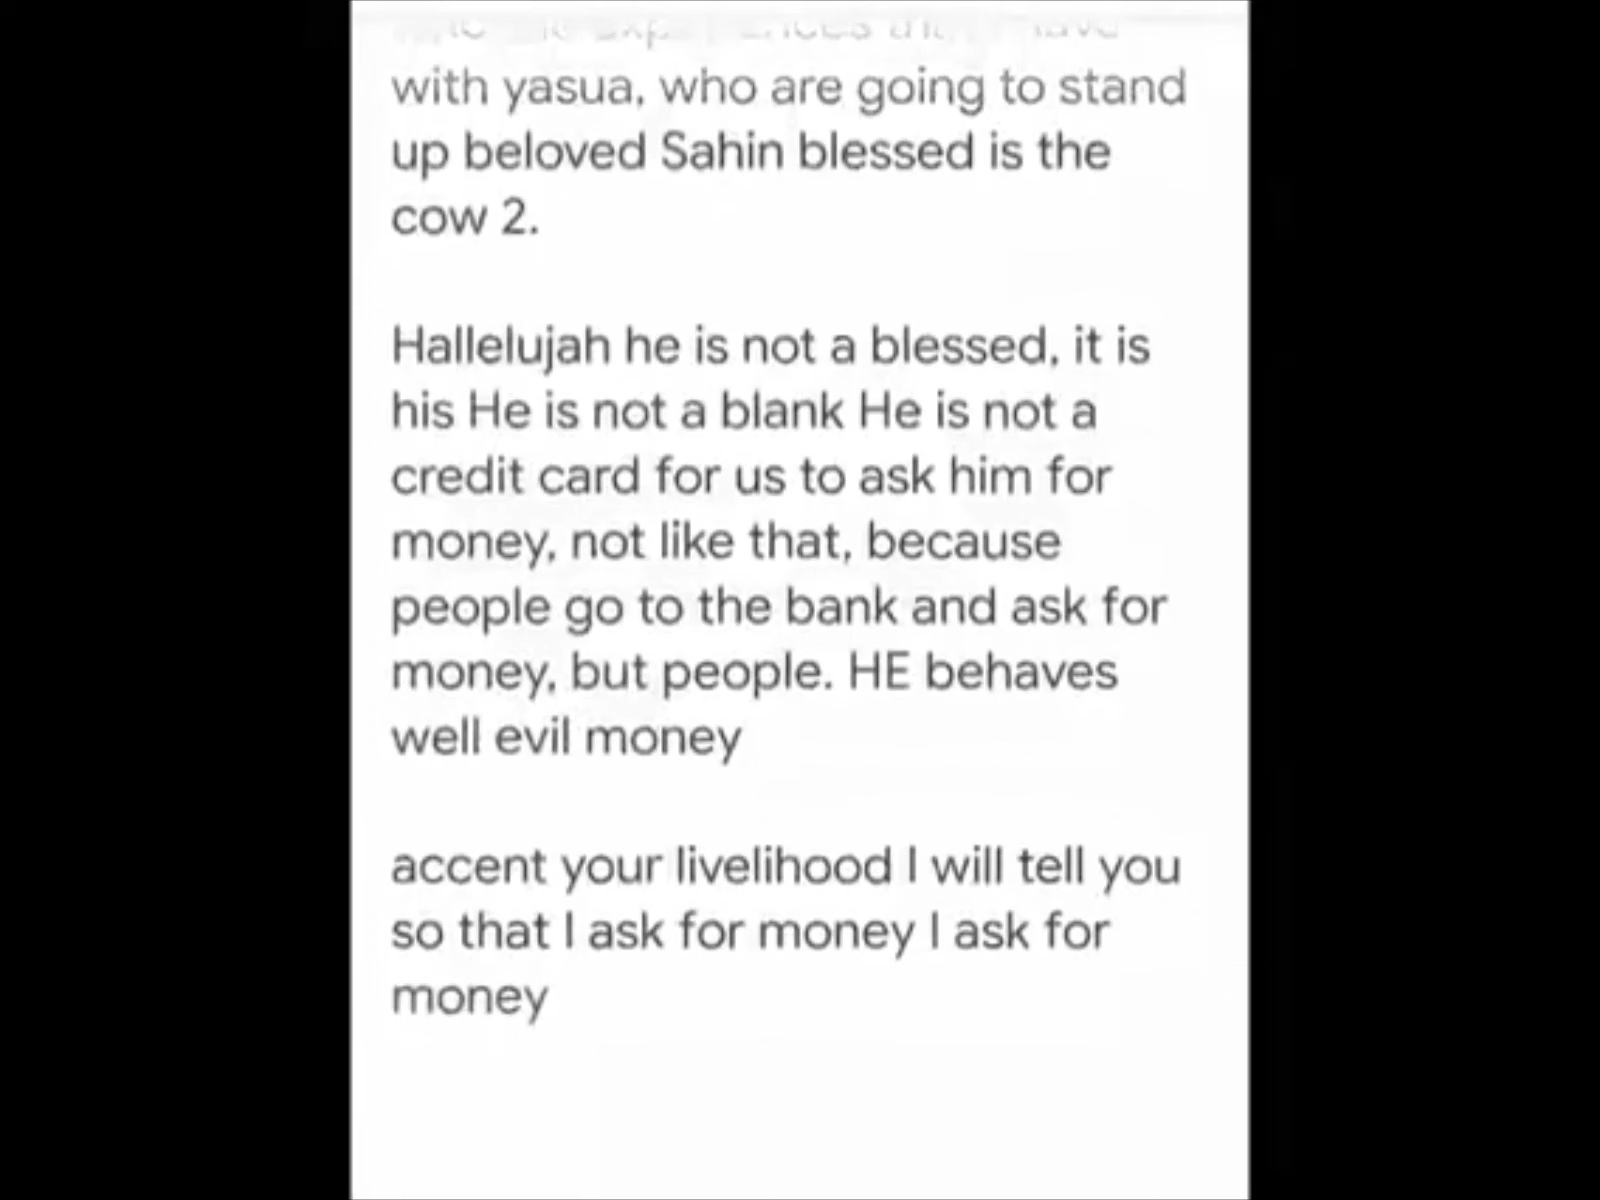 with yasua, who are going to stand
up beloved Sahin blessed is the
cow 2.
Hallelujah he is not a blessed, it is
his He is not a blank He is not a
credit card for us to ask him for
money, not like that, because
people go to the bank and ask for
money, but people. HE behaves
well evil money
accent your livelihood I will tell you
so that I ask for money I ask for
money